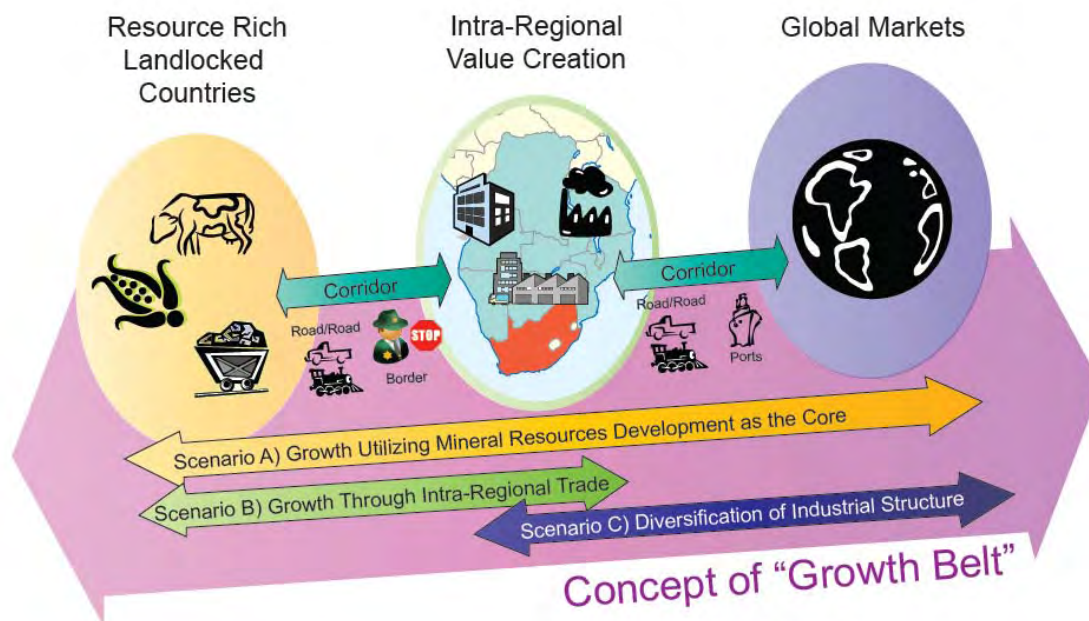 Resource Rich
Landlocked
Countries
Intra-Regional
Value Creation
Global Markets
Corridor
Road/Road
STOP
Border
Corridor
Road/Road
Ports
Scenario A) Growth Utilizing Mineral Resources Development as the Core
Scenario B) Growth Through Intra-Regional Trade
Scenario C) Diversification of Industrial Structure
Concept of “Growth Belt”